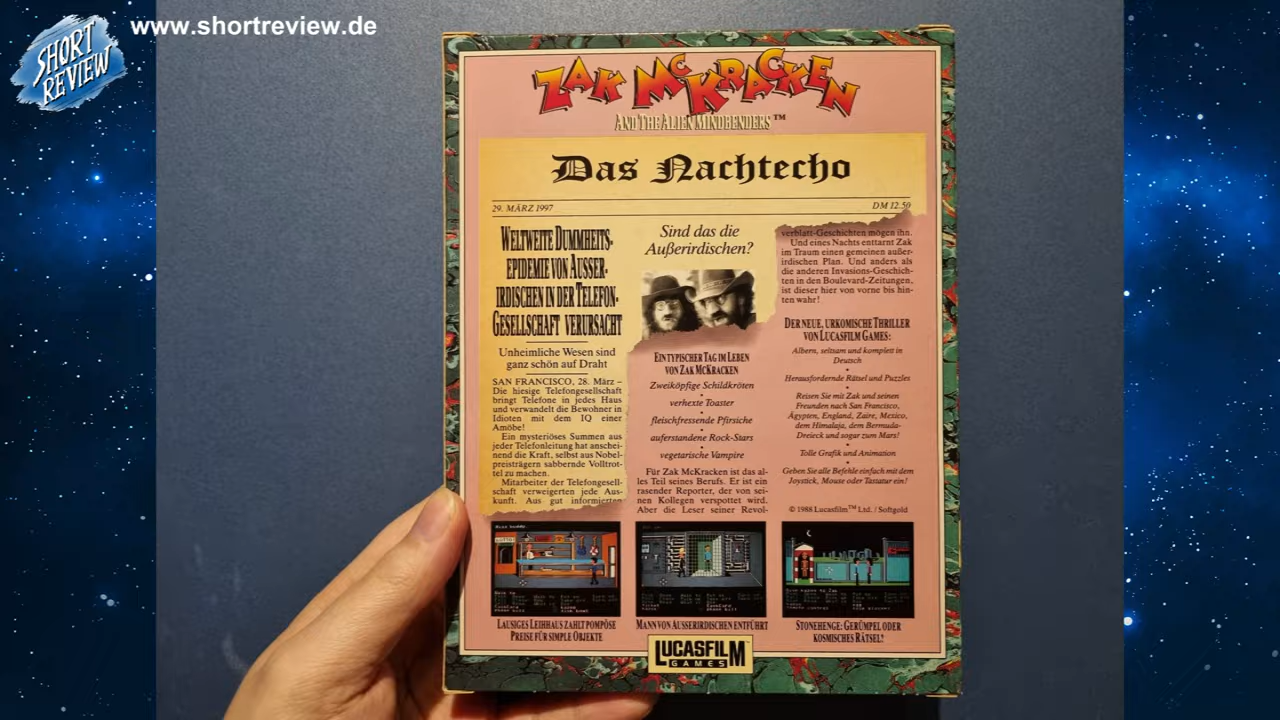 www.shortreview.de
SHORT
REVIEW
ZAK McKRACKEN
AND THE ALIEN MINDBENDERS™
Das Nachtecho
29. MÄRZ 1997
DM 12.50
WELTWEITE DUMMHEITS-
EPIDEMIE VON AUSSER-
IRDISCHEN IN DER TELEFON-
GESELLSCHAFT VERURSACHT
Unheimliche Wesen sind
ganz schön auf Draht
SAN FRANCISCO, 28. März –
Die hiesige Telefongesellschaft
bringt Telefone in jedes Haus
und verwandelt die Bewohner in
Idioten mit dem IQ einer
Amöbe!
Ein mysteriöses Summen aus
jeder Telefonleitung hat anschei-
nend die Kraft, selbst aus Nobel-
preisträgern sabbernde Volltrot-
tel zu machen.
Mitarbeiter der Telefongesell-
schaft verweigerten jede Aus-
kunft. Aus gut informierten
Sind das die
Außerirdischen?
EIN TYPISCHER TAG IM LEBEN
VON ZAK MCKRACKEN
Zweiköpfige Schildkröten
•
verhexte Toaster
•
fleischfressende Pfirsiche
•
auferstandene Rock-Stars
•
vegetarische Vampire
Für Zak McKracken ist das al-
les Teil seines Berufs. Er ist ein
rasender Reporter, der von sei-
nen Kollegen verspottet wird.
Aber die Leser seiner Revol-
verblatt-Geschichten mögen ihn.
Und eines Nachts enttarnt Zak
im Traum einen gemeinen außer-
irdischen Plan. Und anders als
die anderen Invasions-Geschich-
ten in den Boulevard-Zeitungen,
ist dieser hier von vorne bis hin-
ten wahr!
DER NEUE, URKOMISCHE THRILLER
VON LUCASFILM GAMES:
Albern, seltsam und komplett in
Deutsch
•
Herausfordernde Rätsel und Puzzles
•
Reisen Sie mit Zak und seinen
Freunden nach San Francisco,
Ägypten, England, Zaire, Mexico,
dem Himalaja, dem Bermuda-
Dreieck und sogar zum Mars!
•
Tolle Grafik und Animation
•
Geben Sie alle Befehle einfach mit dem
Joystick, Maus oder Tastatur ein!
© 1988 Lucasfilm™ Ltd. / Softgold
LAUSIGES LEIHHAUS ZAHLT POMPÖSE
PREISE FÜR SIMPLE OBJEKTE
MANN VON AUSSERIRDISCHEN ENTFÜHRT
STONEHENGE: GERÜMPEL ODER
KOSMISCHES RÄTSEL?
LUCASFILM™
GAMES